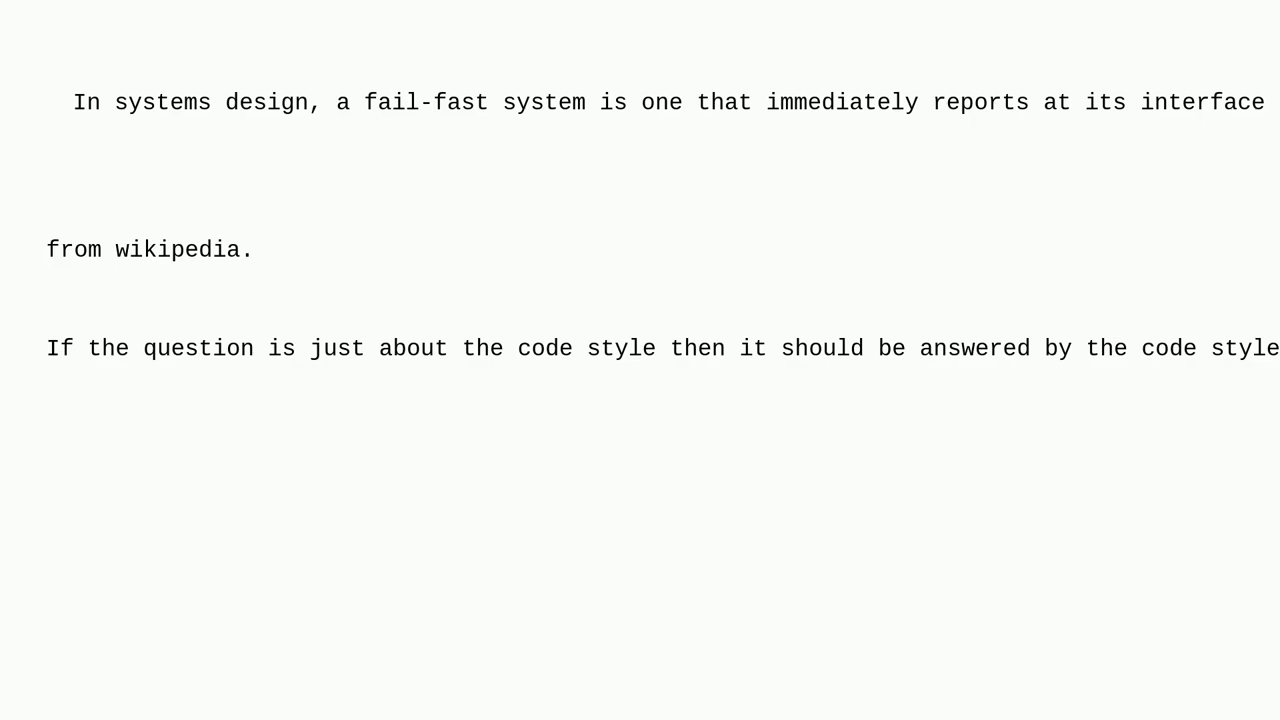 In systems design, a fail-fast system is one that immediately reports at its interface
from wikipedia.
If the question is just about the code style then it should be answered by the code style